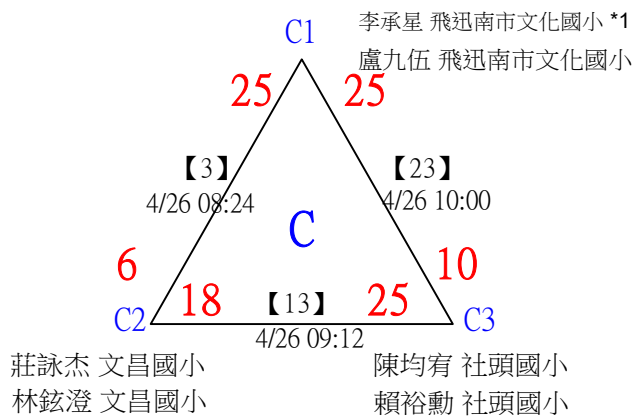 C1
李承星 飛迅南市文化國小 *1
盧九伍 飛迅南市文化國小
25 25
【3】 【23】
4/26 08:24 4/26 10:00
C
6 10
18 【13】 25
C2 C3
4/26 09:12
莊詠杰 文昌國小 陳均宥 社頭國小
林鉉澄 文昌國小 賴裕勳 社頭國小